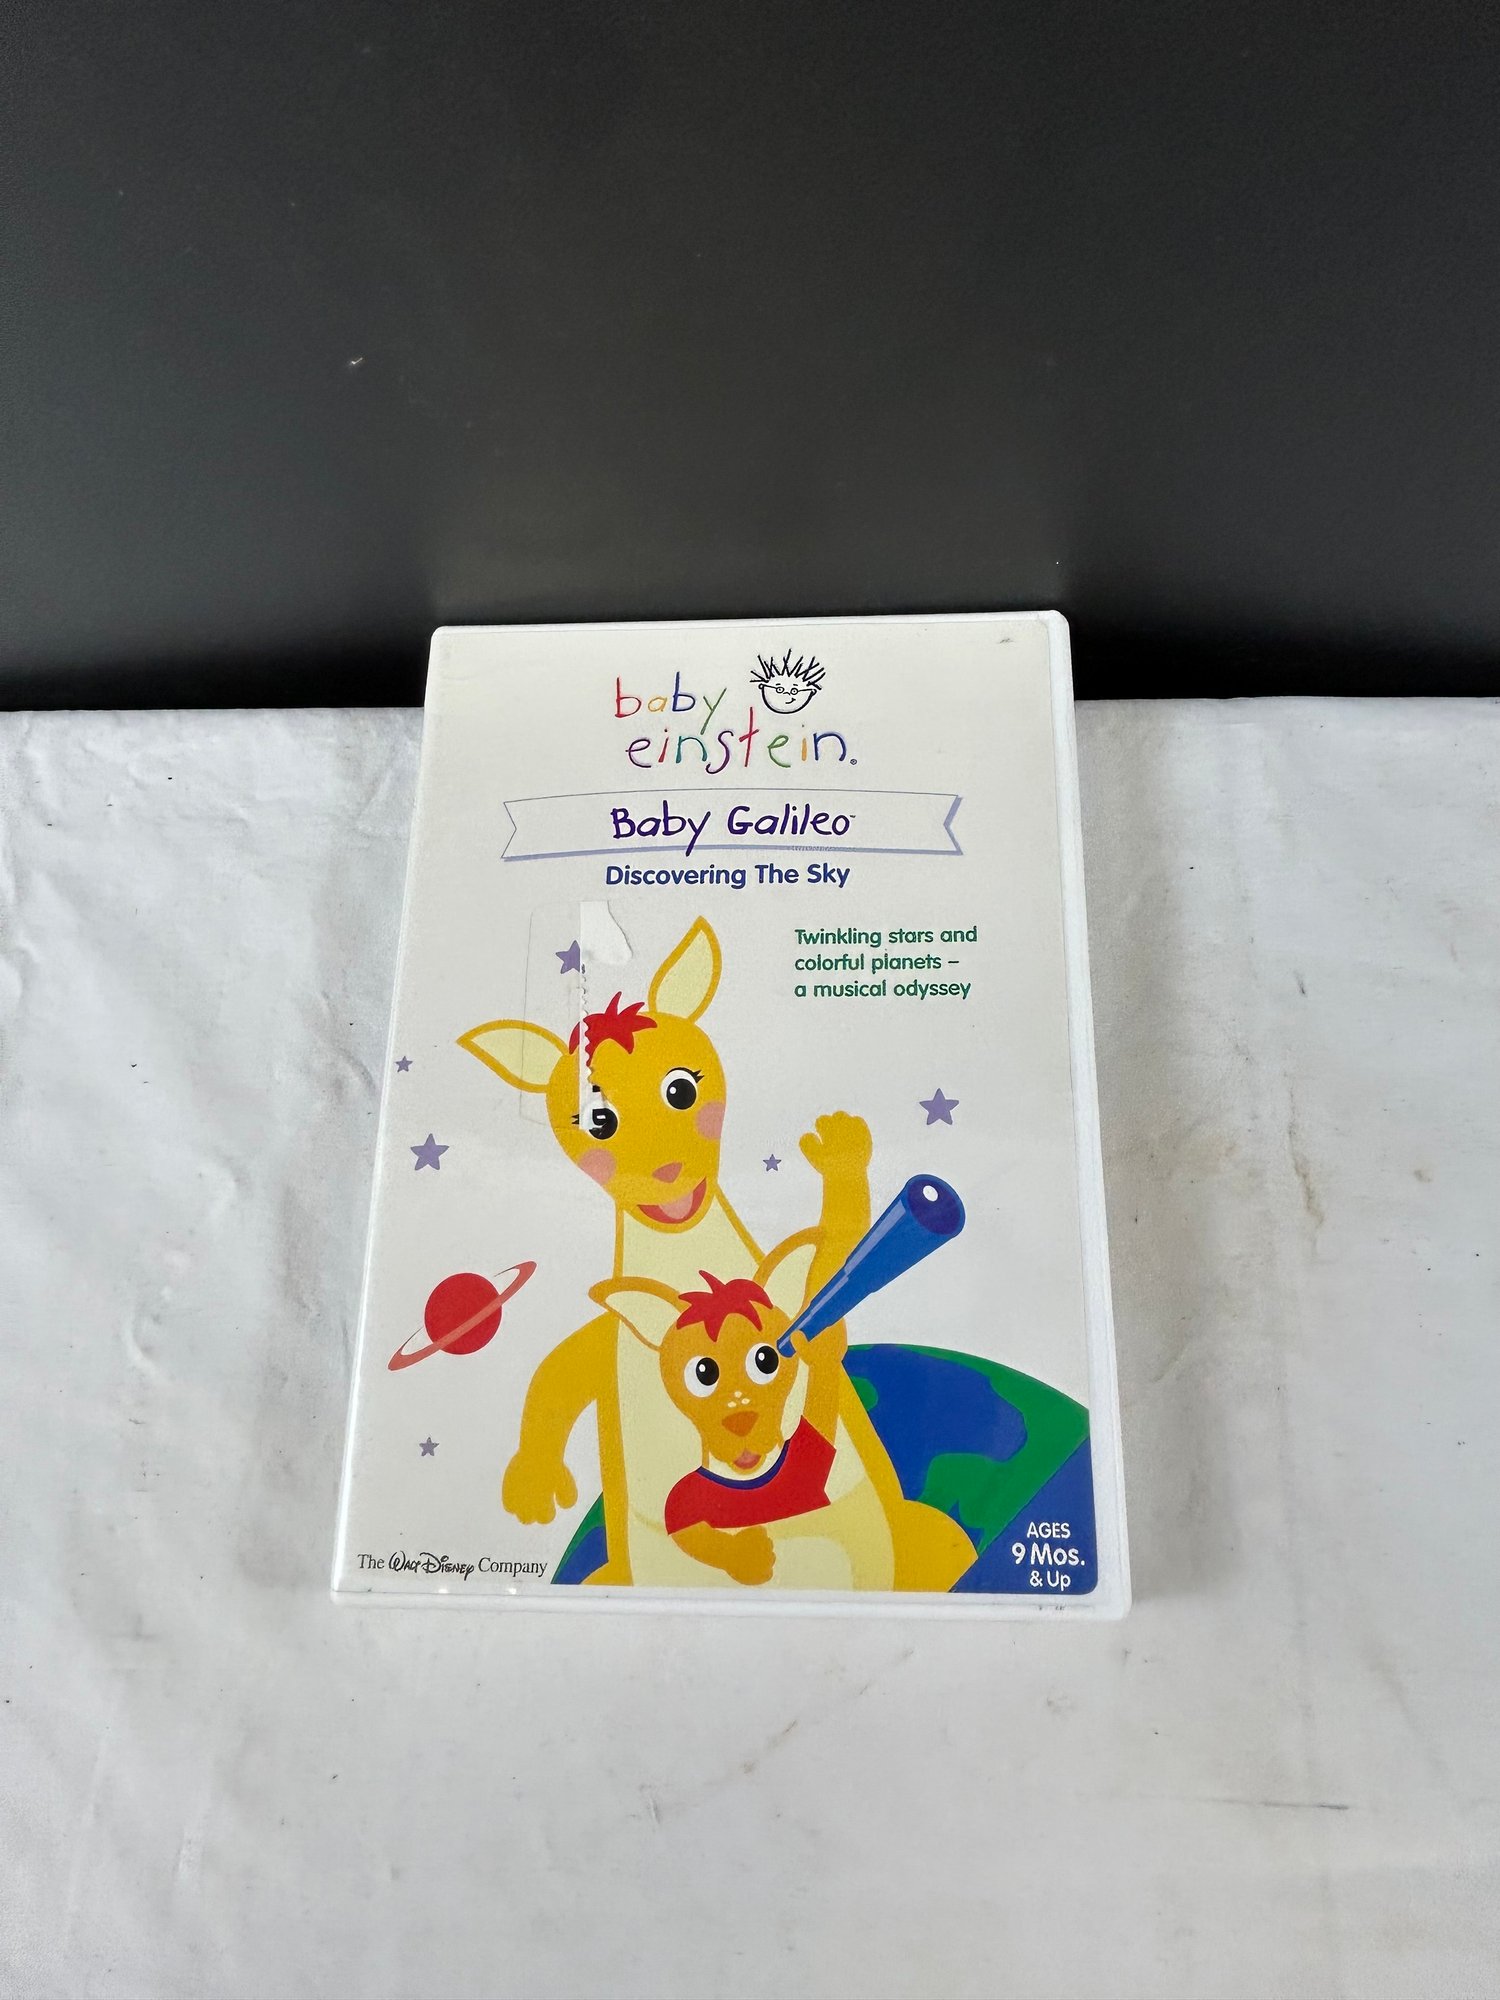 baby
einstein.®
Baby Galileo™
Discovering The Sky
Twinkling stars and
colorful planets –
a musical odyssey
The Walt Disney Company
AGES
9 Mos.
& Up